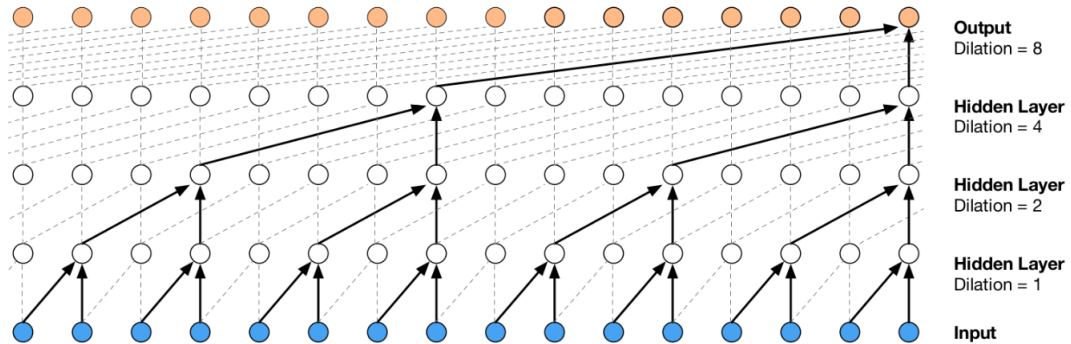 Output
Dilation = 8
Hidden Layer
Dilation = 4
Hidden Layer
Dilation = 2
Hidden Layer
Dilation = 1
Input